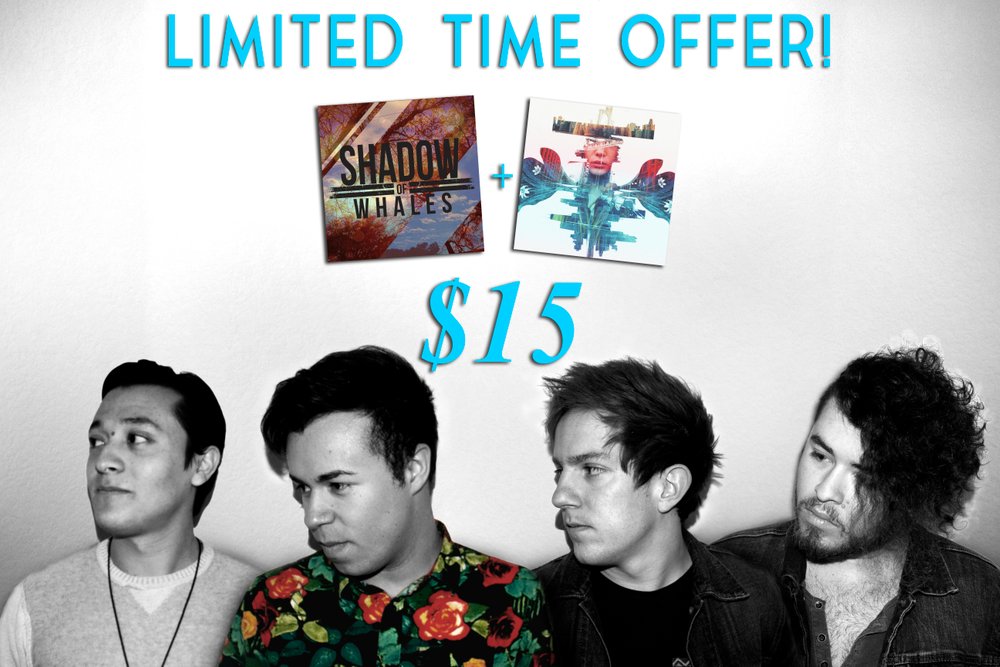 LIMITED TIME OFFER!
SHADOW
OF
WHALES
+
$15